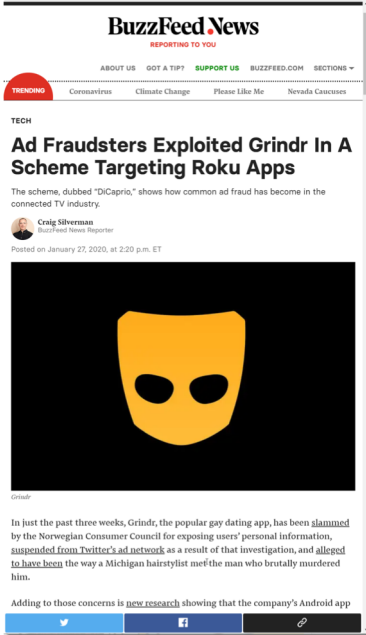 BuzzFeed News
REPORTING TO YOU
ABOUT US GOT A TIP? SUPPORT US BUZZFEED.COM SECTIONS
TRENDING Coronavirus Climate Change Please Like Me Nevada Caucuses
TECH
Ad Fraudsters Exploited Grindr In A
Scheme Targeting Roku Apps
The scheme, dubbed “DiCaprio,” shows how common ad fraud has become in the
connected TV industry.
Craig Silverman
BuzzFeed News Reporter
Posted on January 27, 2020, at 2:20 p.m. ET
Grindr
In just the past three weeks, Grindr, the popular gay dating app, has been slammed
by the Norwegian Consumer Council for exposing users’ personal information,
suspended from Twitter’s ad network as a result of that investigation, and alleged
to have been the way a Michigan hairstylist met the man who brutally murdered
him.
Adding to those concerns is new research showing that the company’s Android app